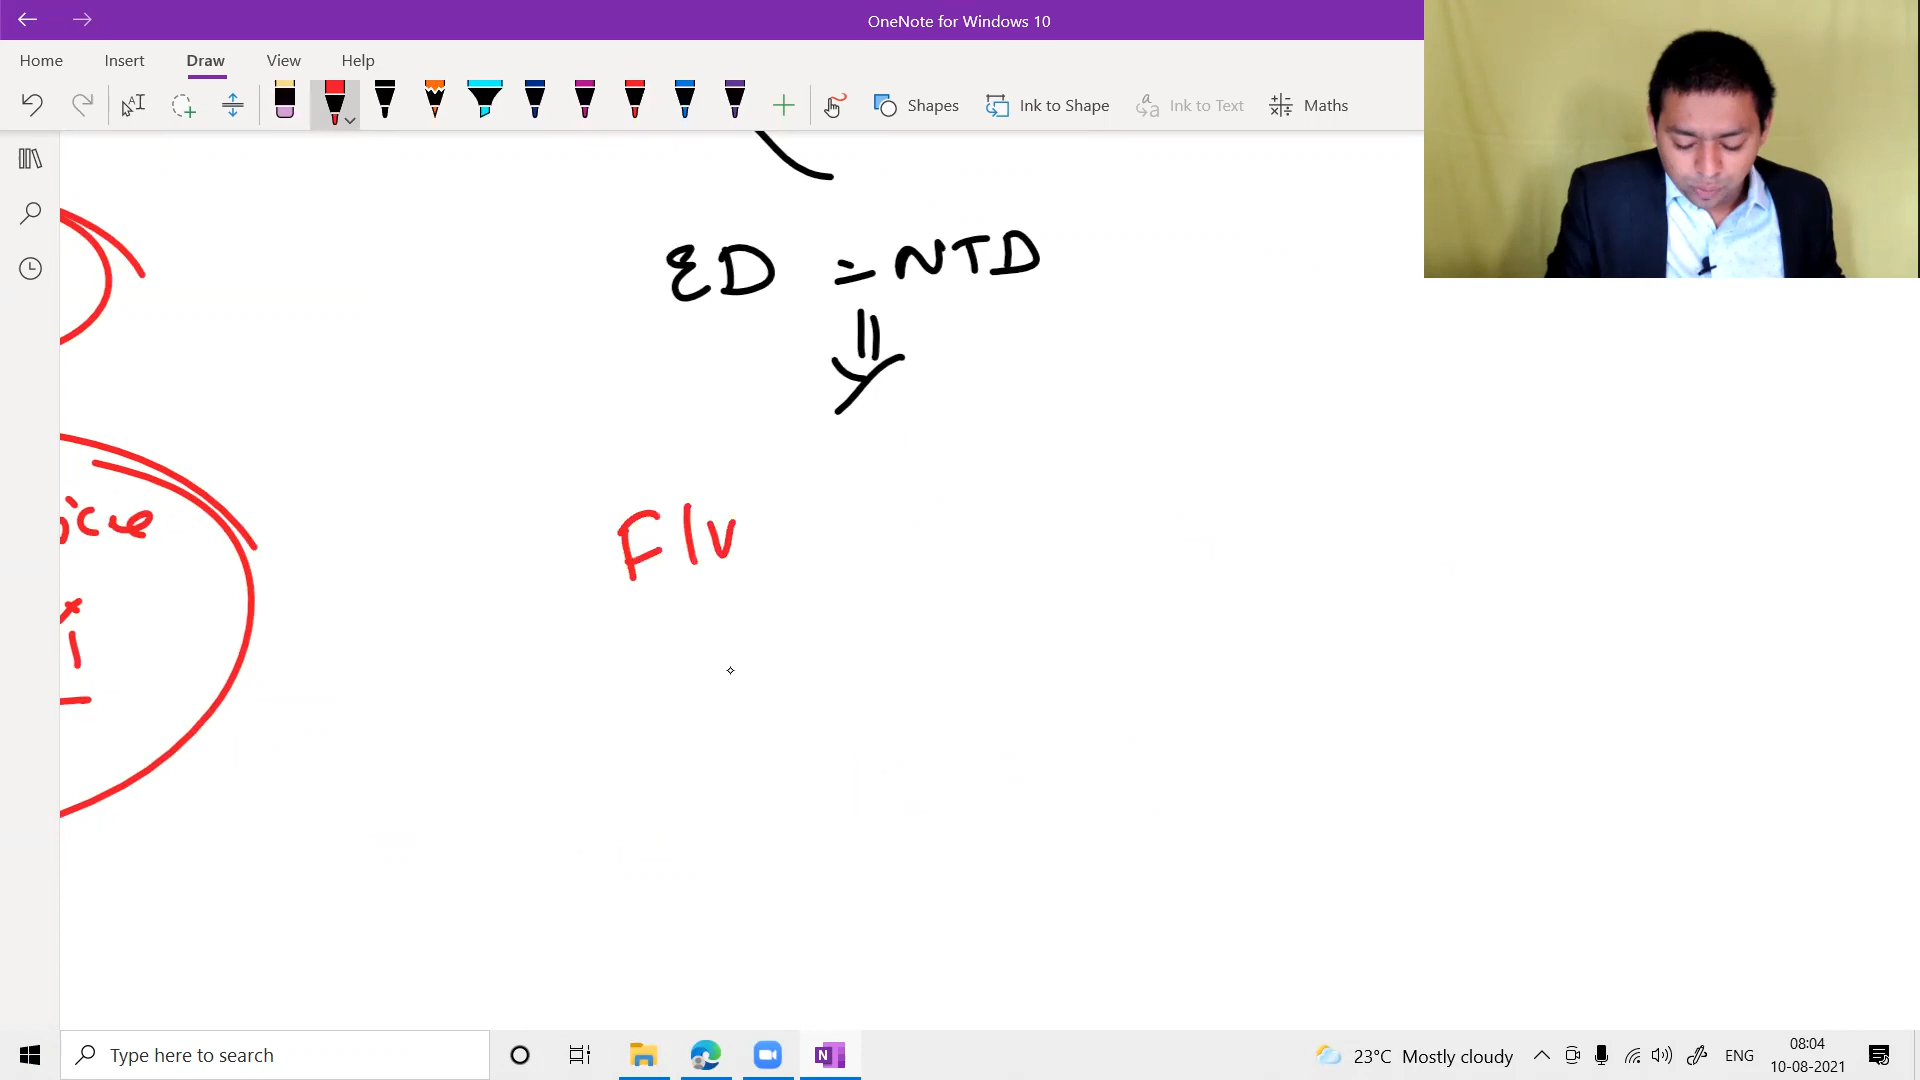 OneNote for Windows 10
Home Insert Draw View Help
Shapes Ink to Shape Ink to Text Maths
ED = NTD
F/V
Type here to search
23°C Mostly cloudy ENG 08:04
10-08-2021